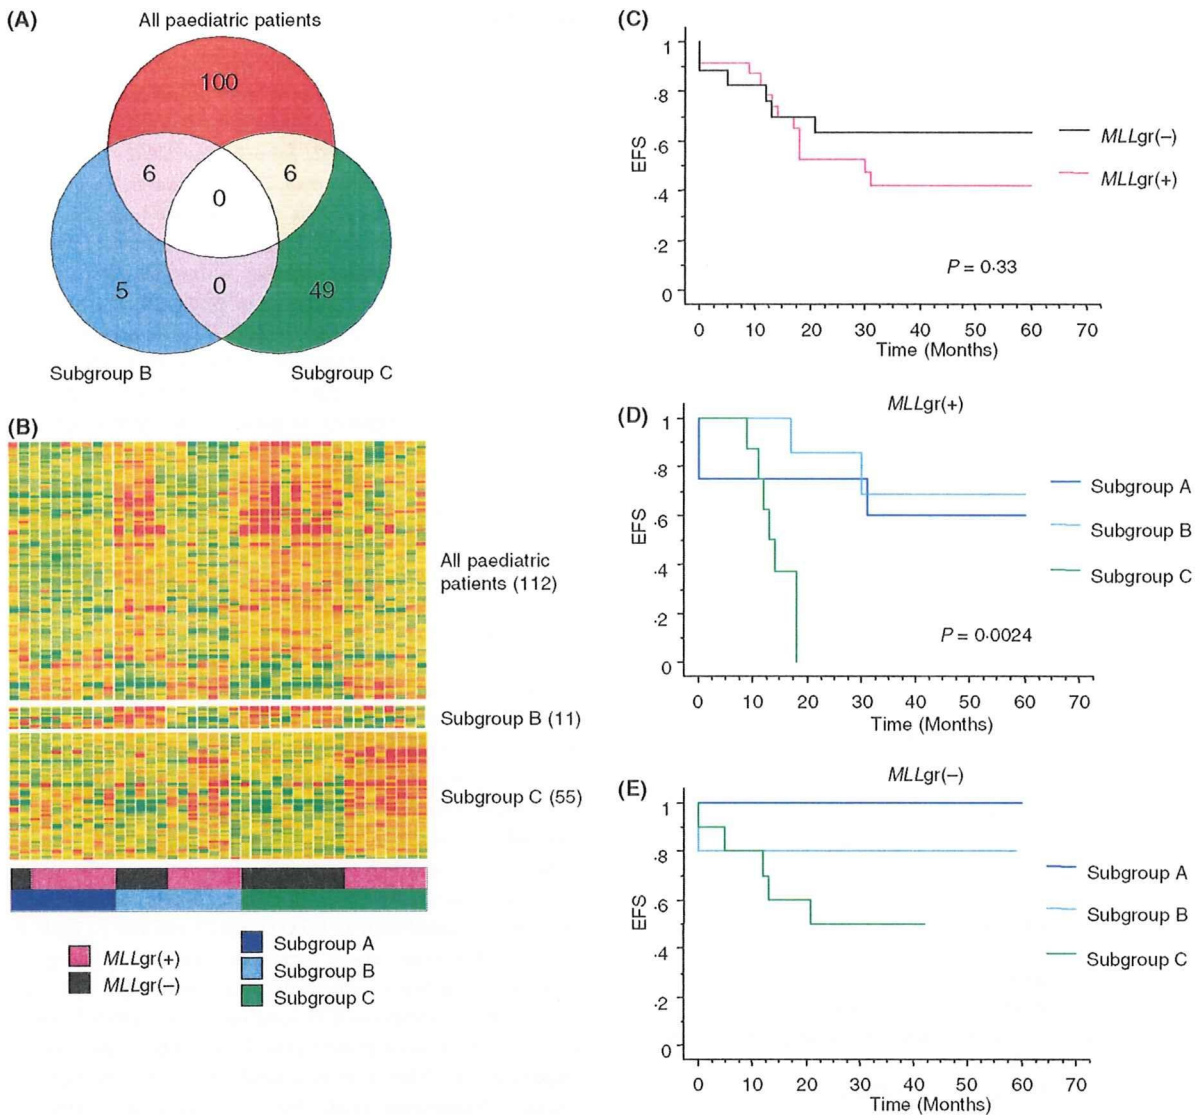 (A)
All paediatric patients
100
6
0
6
5
0
49
Subgroup B
Subgroup C
(B)
All paediatric
patients (112)
Subgroup B (11)
Subgroup C (55)
MLLgr(+)
MLLgr(−)
Subgroup A
Subgroup B
Subgroup C
(C)
1
·8
·6
·4
·2
0
EFS
MLLgr(−)
MLLgr(+)
P = 0·33
0 10 20 30 40 50 60 70
Time (Months)
(D)
MLLgr(+)
1
·8
·6
·4
·2
0
EFS
Subgroup A
Subgroup B
Subgroup C
P = 0·0024
0 10 20 30 40 50 60 70
Time (Months)
(E)
MLLgr(−)
1
·8
·6
·4
·2
0
EFS
Subgroup A
Subgroup B
Subgroup C
0 10 20 30 40 50 60 70
Time (Months)